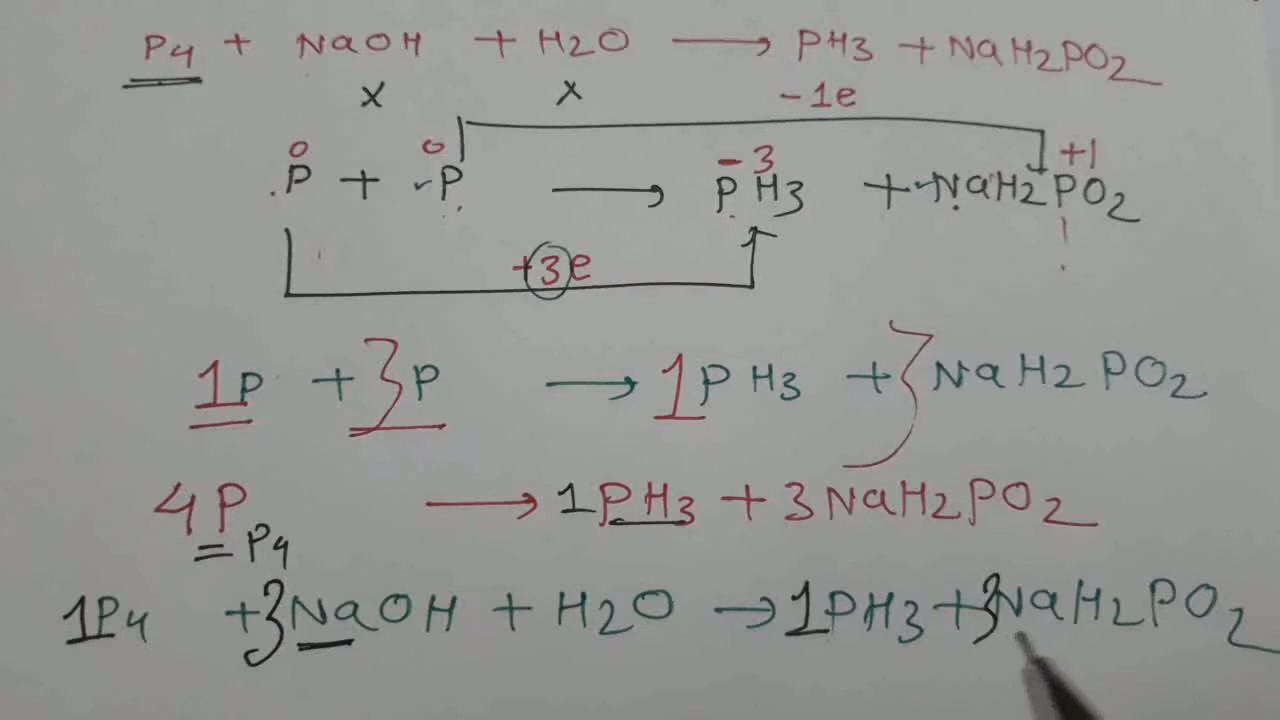 P4 + NaOH + H2O → PH3 + NaH2PO2
x x -1e
0 0 -3 +1
P + P → PH3 + NaH2PO2
+3e
1P + 3P → 1PH3 + 3NaH2PO2
4P → 1PH3 + 3NaH2PO2
= P4
1P4 + 3NaOH + H2O → 1PH3 + 3NaH2PO2